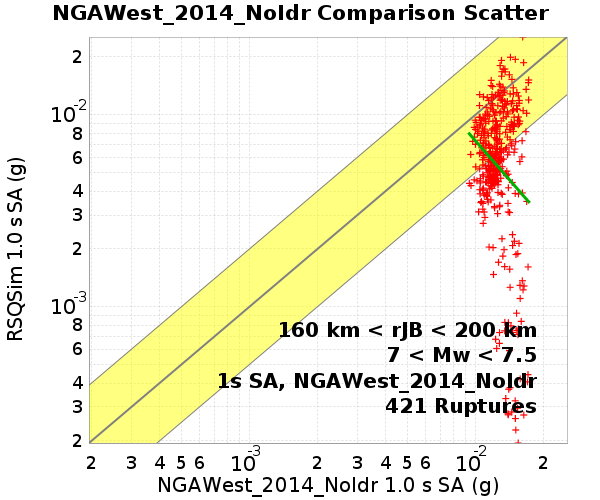 NGAWest_2014_NoIdr Comparison Scatter
2
10-2
8
6
4
3
2
10-3
8
6
4
3
2
RSQSim 1.0 s SA (g)
160 km < rJB < 200 km
7 < Mw < 7.5
1s SA, NGAWest_2014_NoIdr
421 Ruptures
2 3 4 5 6 10-3 2 3 4 5 6 8 10-2 2
NGAWest_2014_NoIdr 1.0 s SA (g)